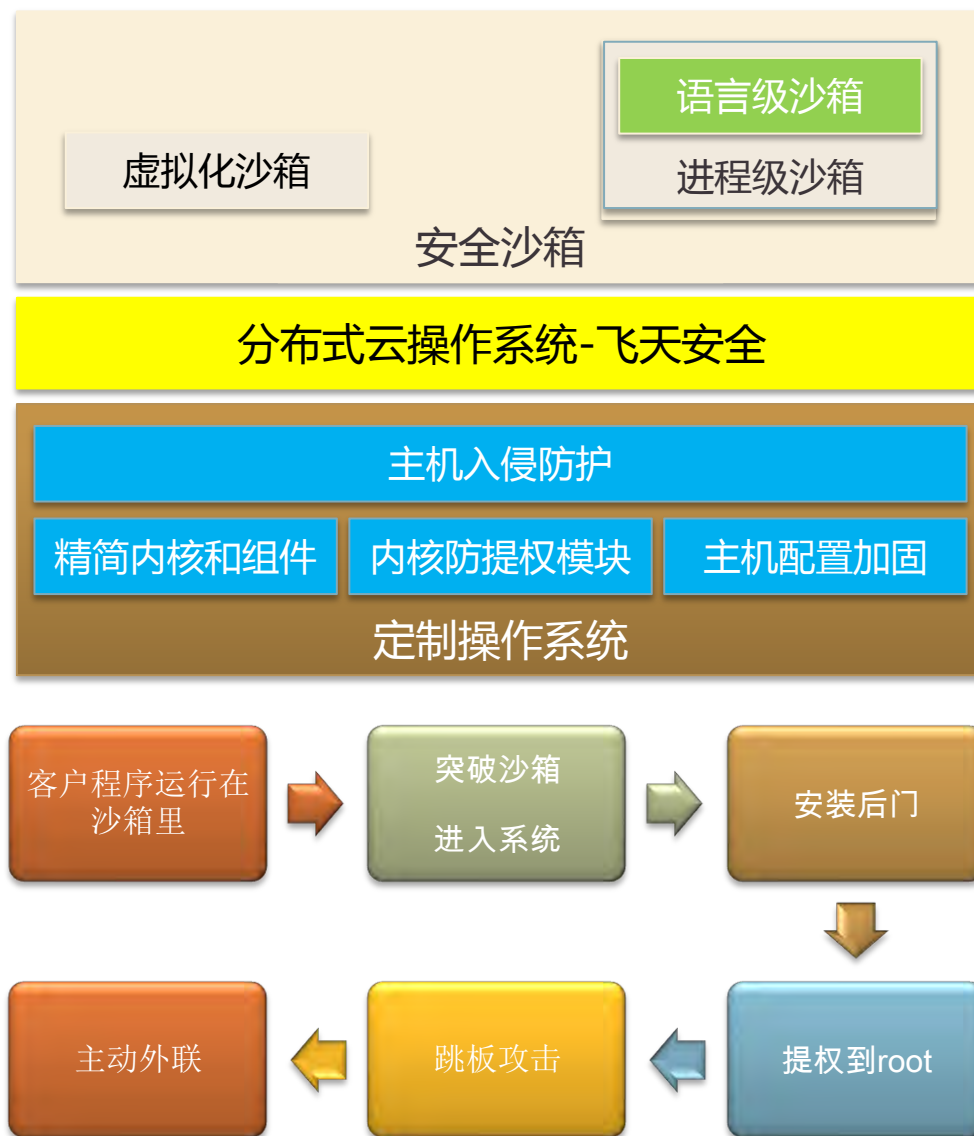 语言级沙箱
虚拟化沙箱
进程级沙箱
安全沙箱
分布式云操作系统-飞天安全
主机入侵防护
精简内核和组件
内核防提权模块
主机配置加固
定制操作系统
客户程序运行在
沙箱里
突破沙箱
进入系统
安装后门
提权到root
跳板攻击
主动外联